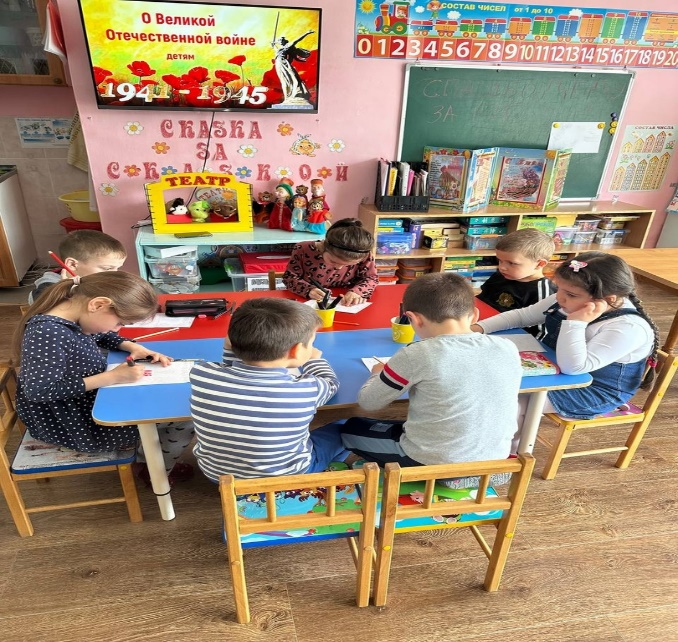 О Великой
Отечественной войне
детям
1941 - 1945
СОСТАВ ЧИСЕЛ от 1 до 10
0 1 2 3 4 5 6 7 8 9 10 11 12 13 14 15 16 17 18 19 20
ЗА
СКАЗКА
ЗА
СКАЗКОЙ
ТЕАТР
СОСТАВ ЧИСЛА